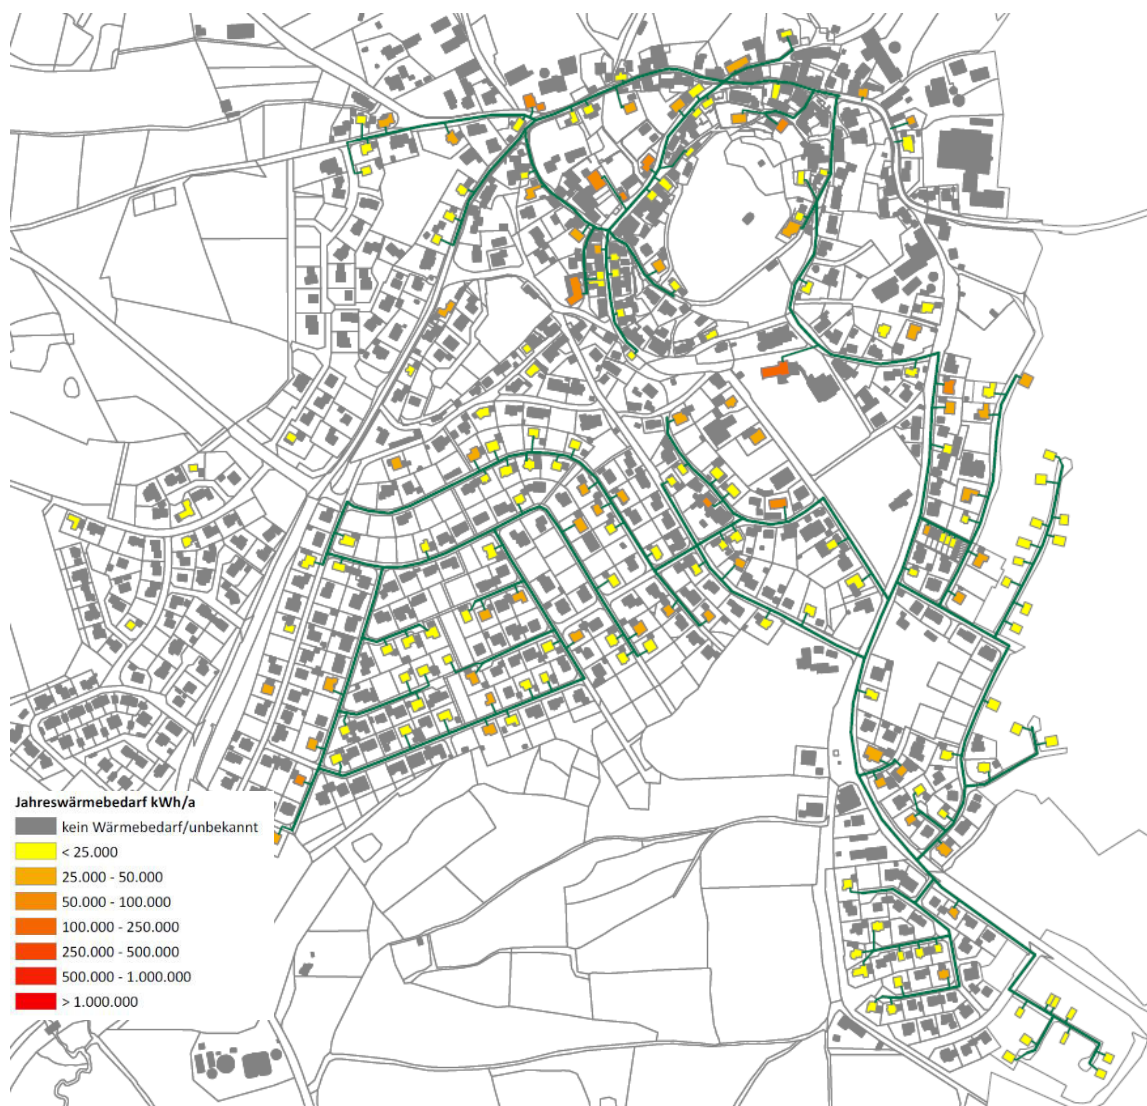 Jahreswärmebedarf kWh/a
kein Wärmebedarf/unbekannt
< 25.000
25.000 - 50.000
50.000 - 100.000
100.000 - 250.000
250.000 - 500.000
500.000 - 1.000.000
> 1.000.000